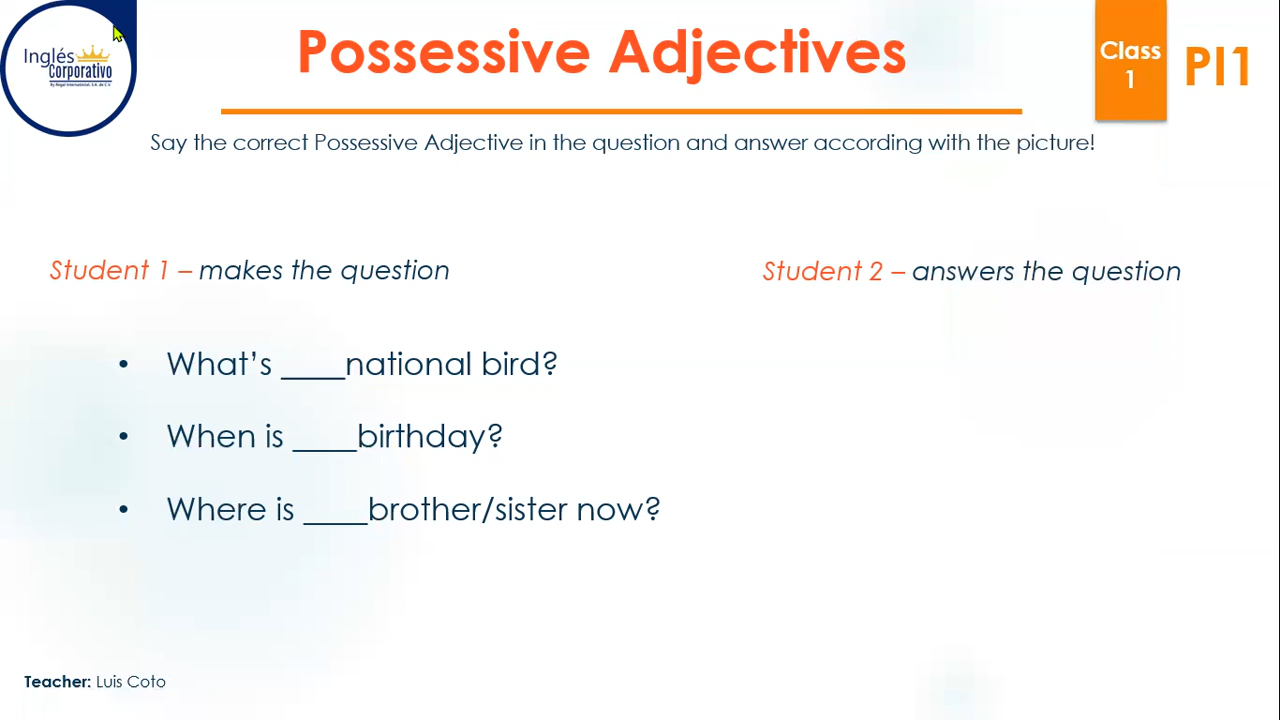 Inglés
Corporativo
Possessive Adjectives
Class
1
PI1
Say the correct Possessive Adjective in the question and answer according with the picture!
Student 1 – makes the question
Student 2 – answers the question
• What's ____national bird?
• When is ____birthday?
• Where is ____brother/sister now?
Teacher: Luis Coto